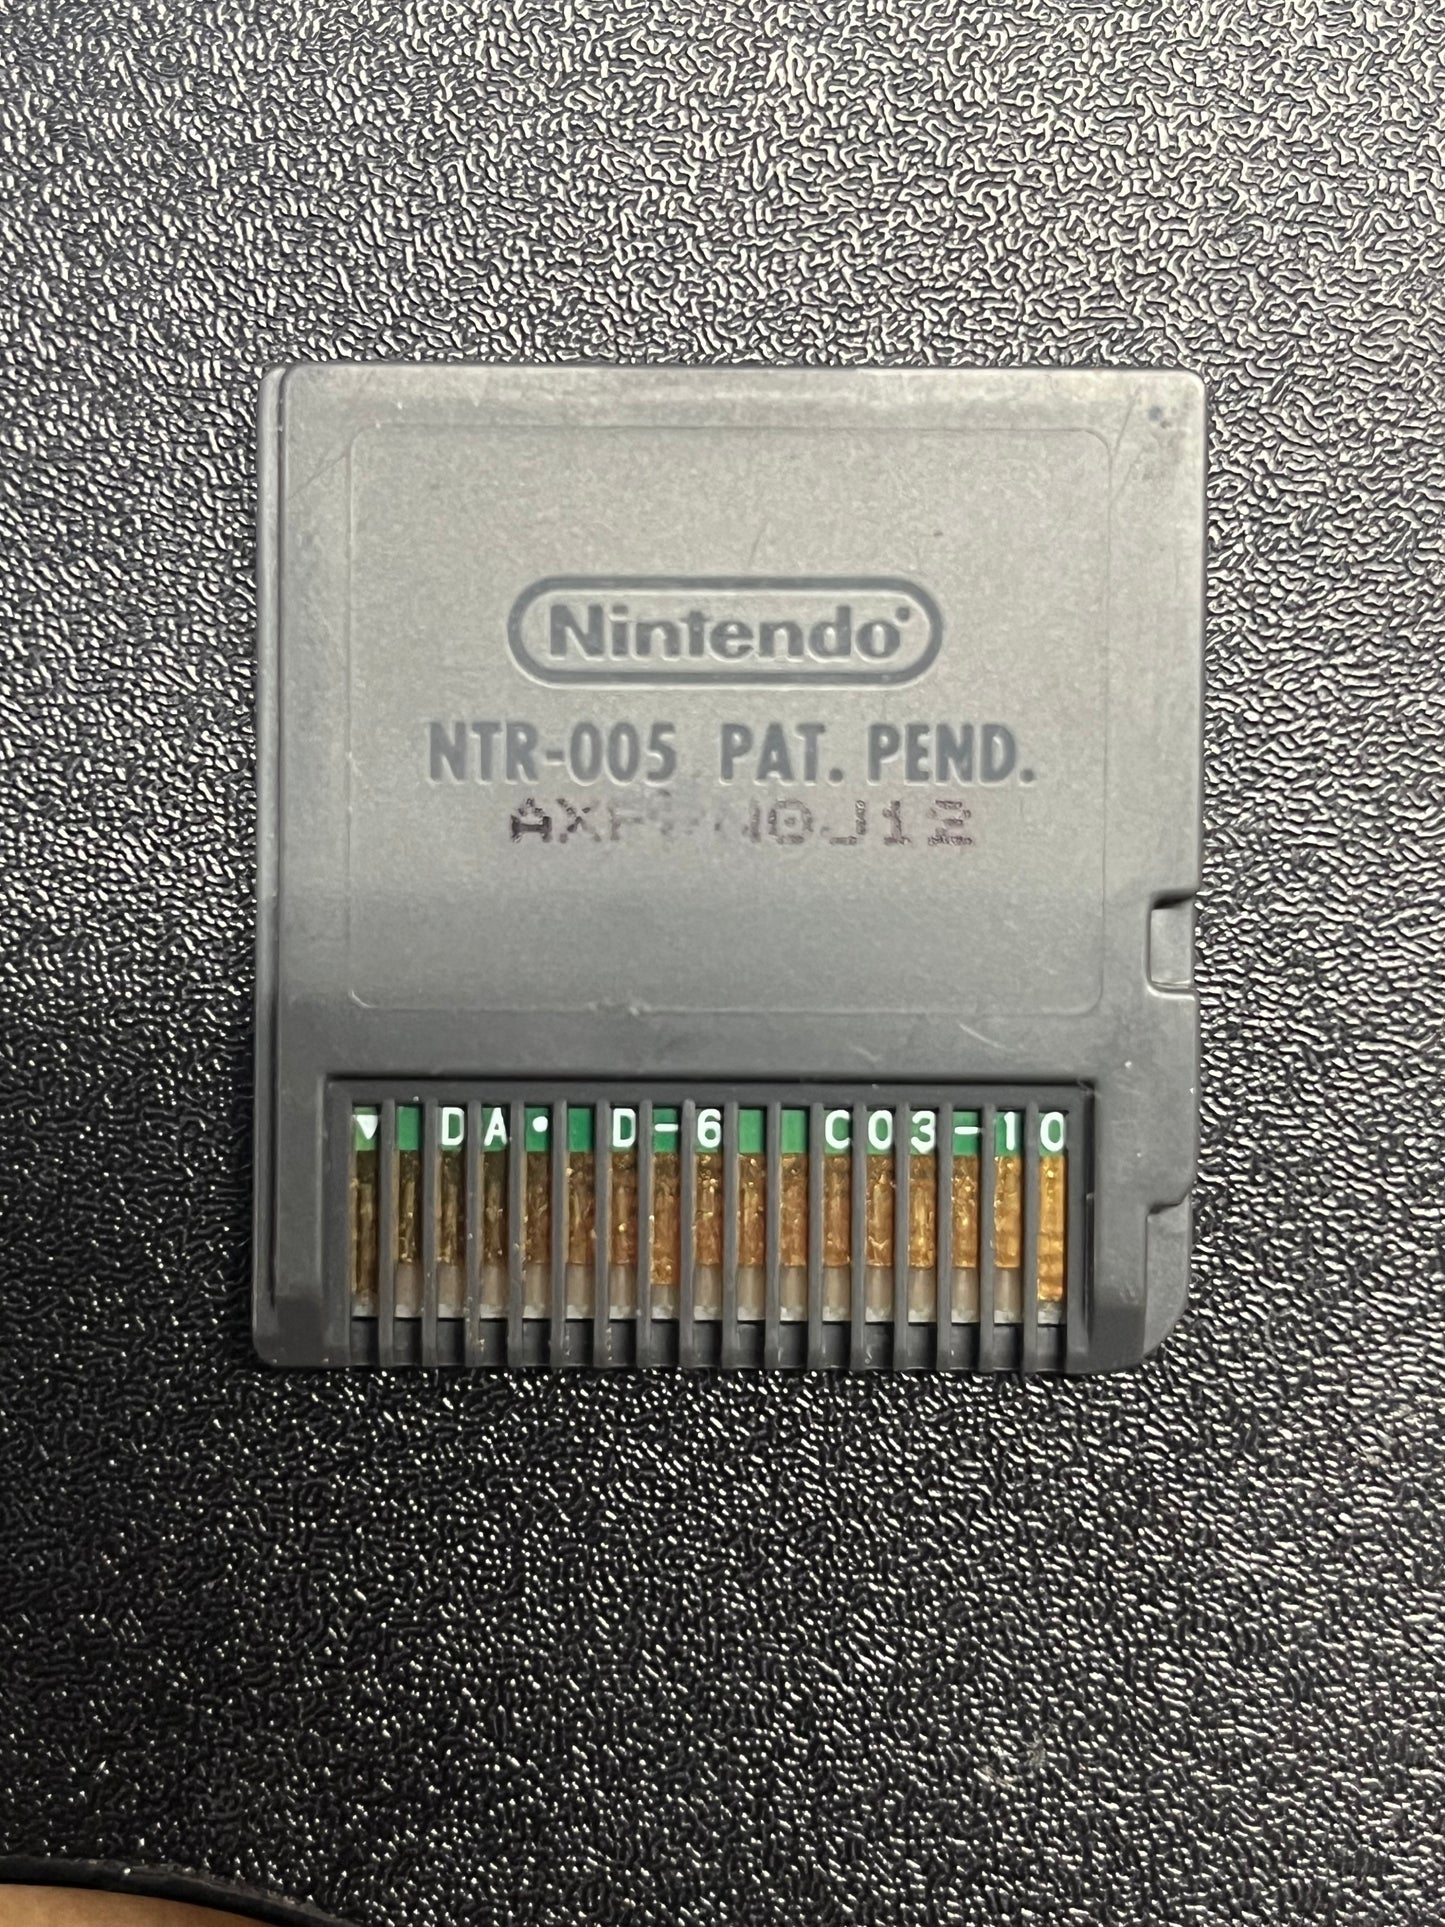 Nintendo®
NTR-005 PAT. PEND.
▼ DA• D-6 C03-10